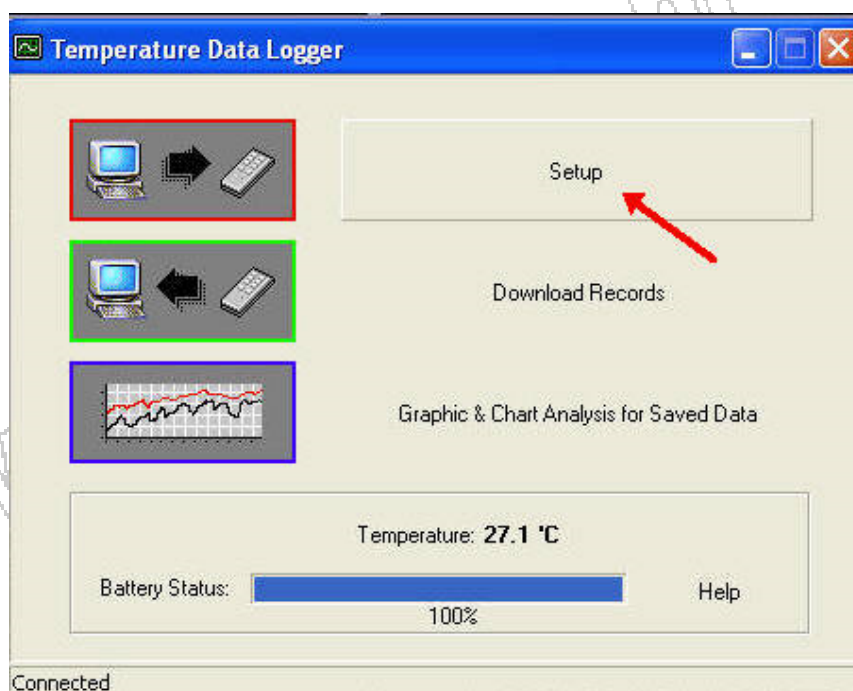 Temperature Data Logger
Setup
Download Records
Graphic & Chart Analysis for Saved Data
Temperature: 27.1 'C
Battery Status:
Help
100%
Connected